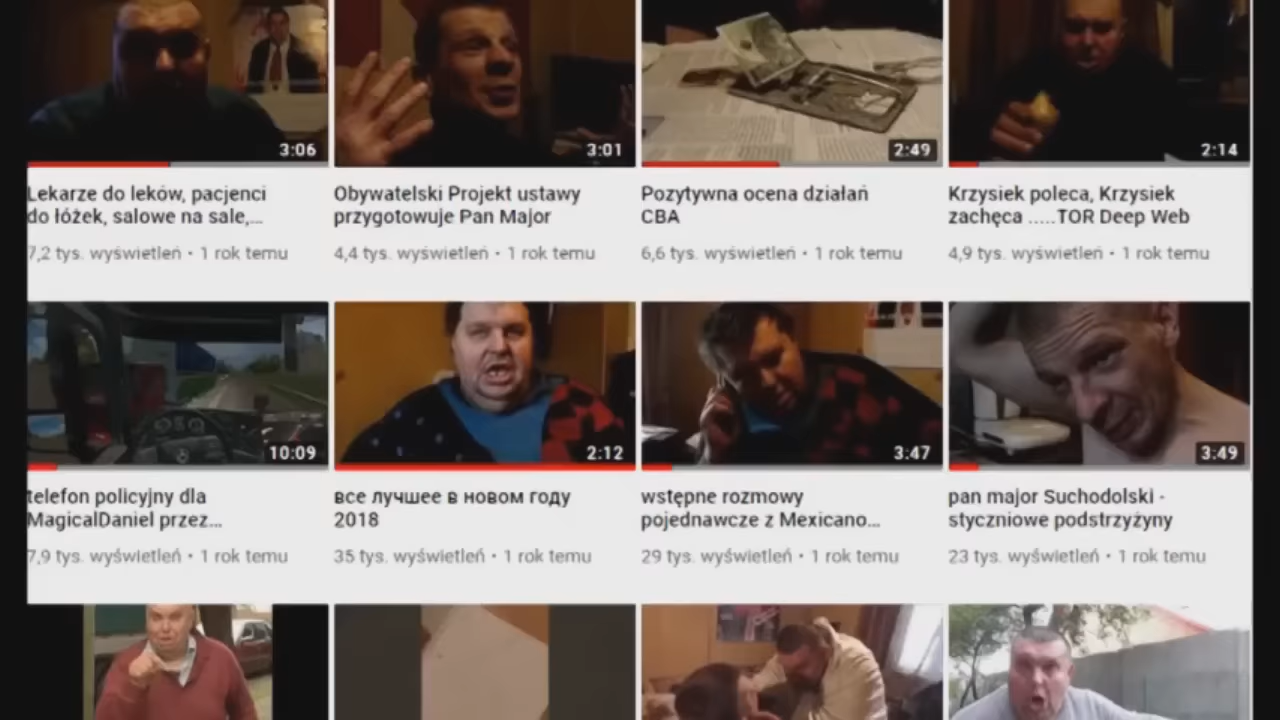 3:06
3:01
2:49
2:14
Lekarze do leków, pacjenci
do łóżek, salowe na sale,...
7,2 tys. wyświetleń • 1 rok temu
Obywatelski Projekt ustawy
przygotowuje Pan Major
4,4 tys. wyświetleń • 1 rok temu
Pozytywna ocena działań
CBA
6,6 tys. wyświetleń • 1 rok temu
Krzysiek poleca, Krzysiek
zachęca .....TOR Deep Web
4,9 tys. wyświetleń • 1 rok temu
10:09
2:12
3:47
3:49
telefon policyjny dla
MagicalDaniel przez...
7,9 tys. wyświetleń • 1 rok temu
все лучшее в новом году
2018
35 tys. wyświetleń • 1 rok temu
wstępne rozmowy
pojednawcze z Mexicano...
29 tys. wyświetleń • 1 rok temu
pan major Suchodolski -
styczniowe podstrzyżyny
23 tys. wyświetleń • 1 rok temu